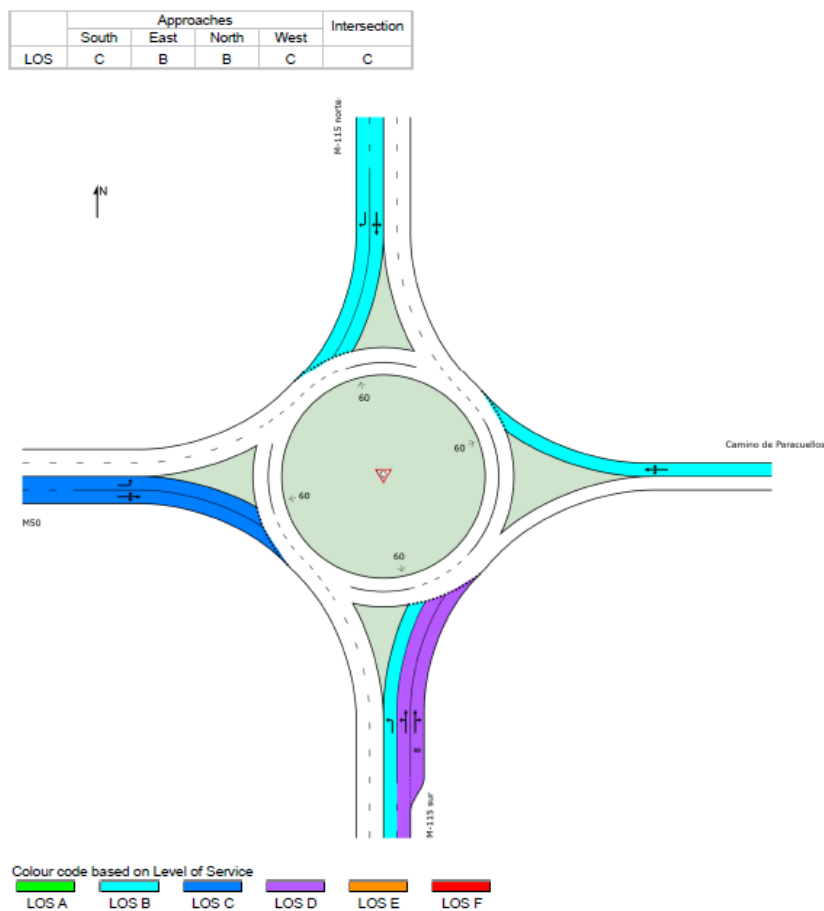 Approaches
Intersection
South East North West
LOS C B B C C
M-115 norte
N
60
60
60
60
Camino de Paracuellos
M50
8
M-115 sur
Colour code based on Level of Service
LOS A LOS B LOS C LOS D LOS E LOS F